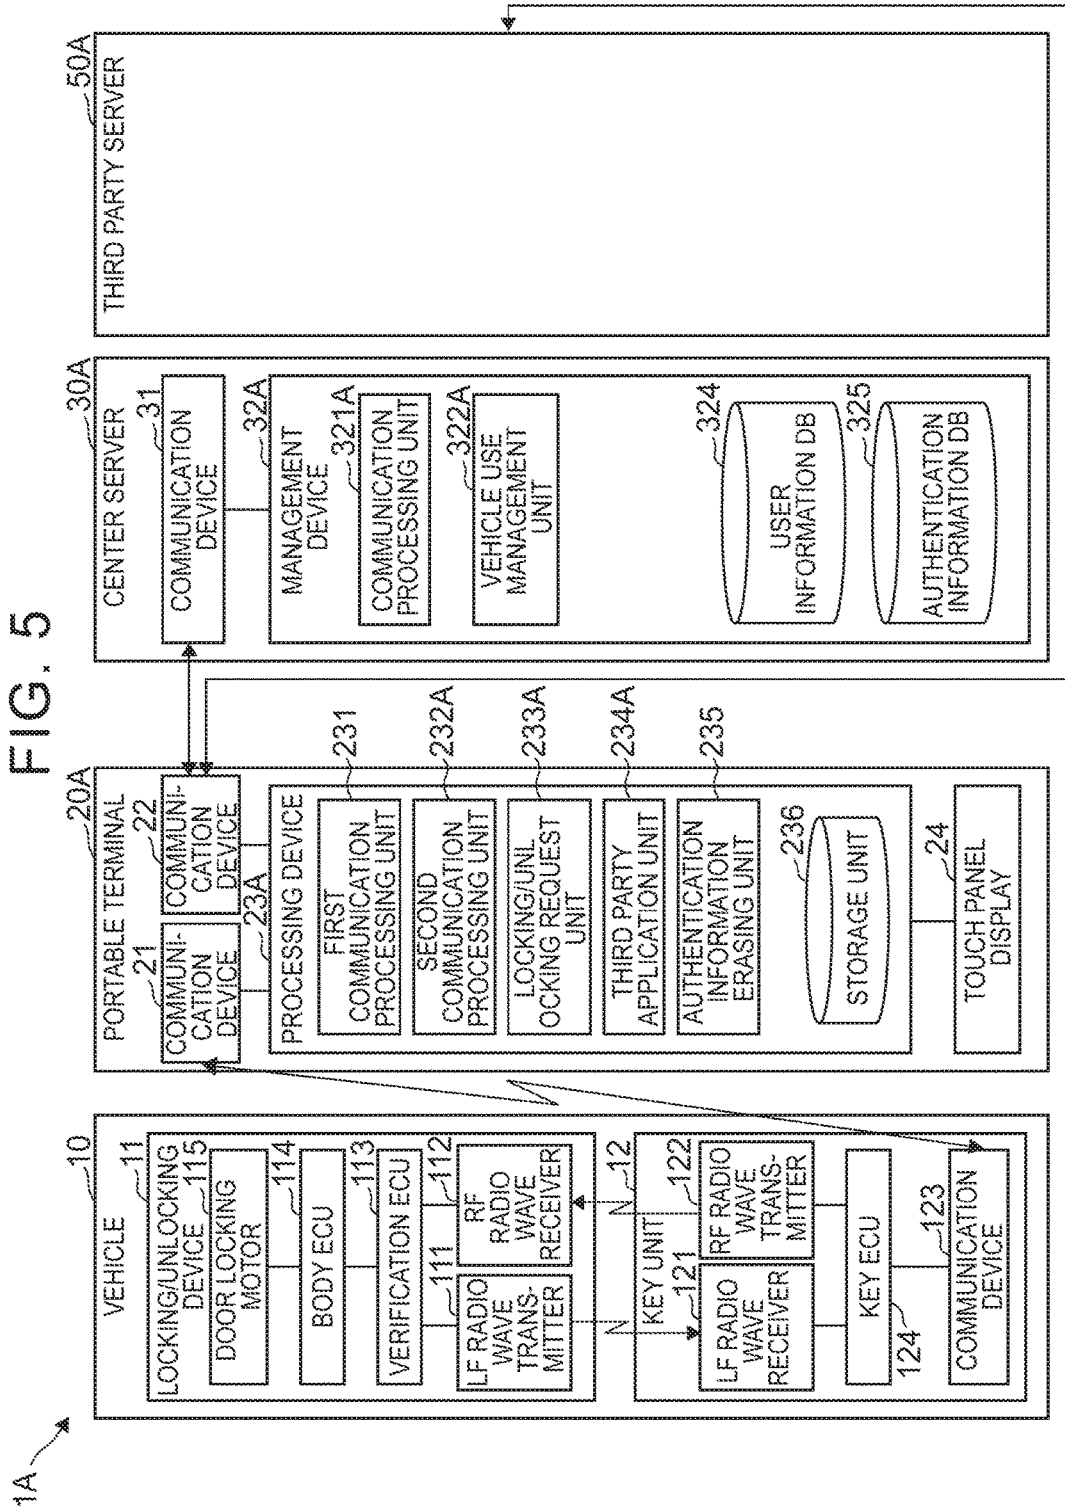 FIG. 5
1A
10
VEHICLE
11
LOCKING/UNLOCKING
DEVICE
115
DOOR LOCKING
MOTOR
114
BODY ECU
113
VERIFICATION ECU
111
112
LF RADIO
WAVE
TRANS-
MITTER
RF
RADIO
WAVE
RECEIVER
12
KEY UNIT
121
122
LF RADIO
WAVE
RECEIVER
RF RADIO
WAVE
TRANS-
MITTER
KEY ECU
124
123
COMMUNICATION
DEVICE
20A
PORTABLE TERMINAL
21
22
COMMUNI-
CATION
DEVICE
COMMUNI-
CATION
DEVICE
23A
PROCESSING DEVICE
FIRST
COMMUNICATION
PROCESSING UNIT
231
SECOND
COMMUNICATION
PROCESSING UNIT
232A
LOCKING/UNL
OCKING REQUEST
UNIT
233A
THIRD PARTY
APPLICATION UNIT
234A
AUTHENTICATION
INFORMATION
ERASING UNIT
235
236
STORAGE UNIT
24
TOUCH PANEL
DISPLAY
30A
CENTER SERVER
31
COMMUNICATION
DEVICE
32A
MANAGEMENT
DEVICE
321A
COMMUNICATION
PROCESSING UNIT
322A
VEHICLE USE
MANAGEMENT
UNIT
324
USER
INFORMATION DB
325
AUTHENTICATION
INFORMATION DB
50A
THIRD PARTY SERVER